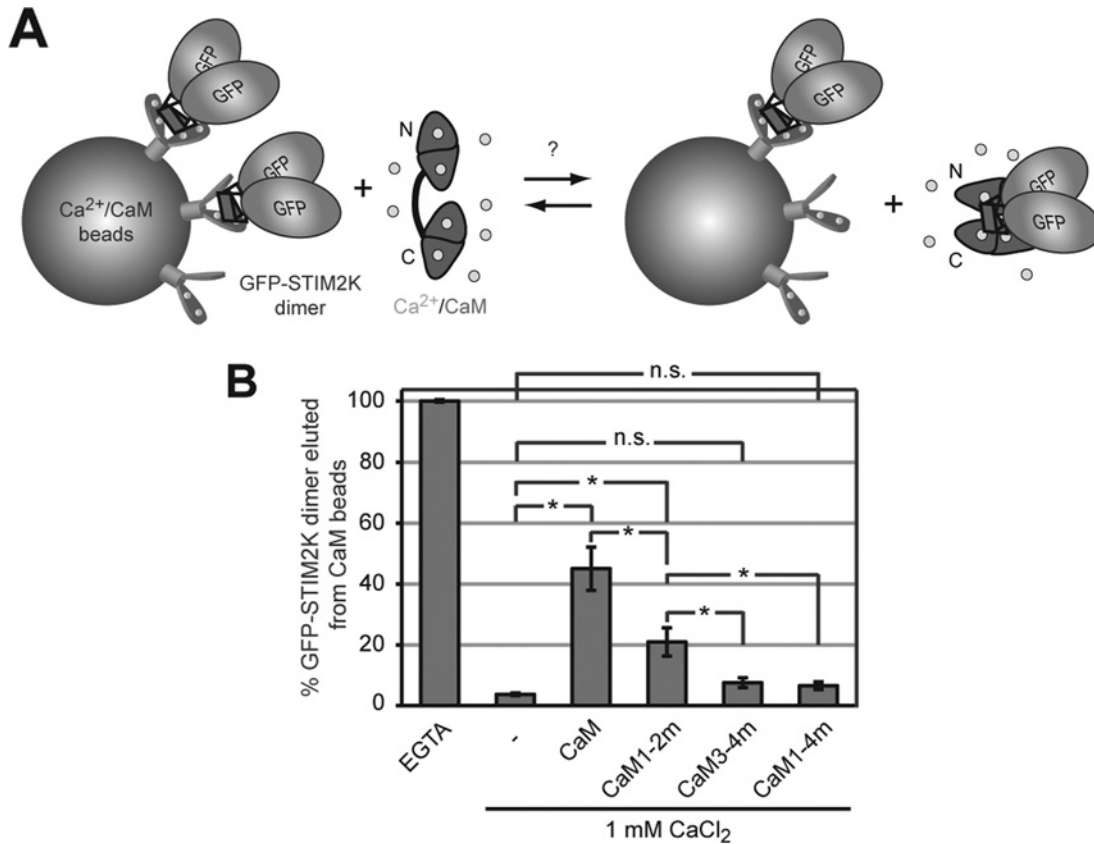 A
GFP
GFP
GFP
GFP
Ca2+/CaM
beads
GFP-STIM2K
dimer
+
N
C
Ca2+/CaM
?
GFP
GFP
+
N
C
GFP
GFP
B
% GFP-STIM2K dimer eluted
from CaM beads
100
80
60
40
20
0
n.s.
n.s.
*
*
*
*
*
EGTA
-
CaM
CaM1-2m
CaM3-4m
CaM1-4m
1 mM CaCl2